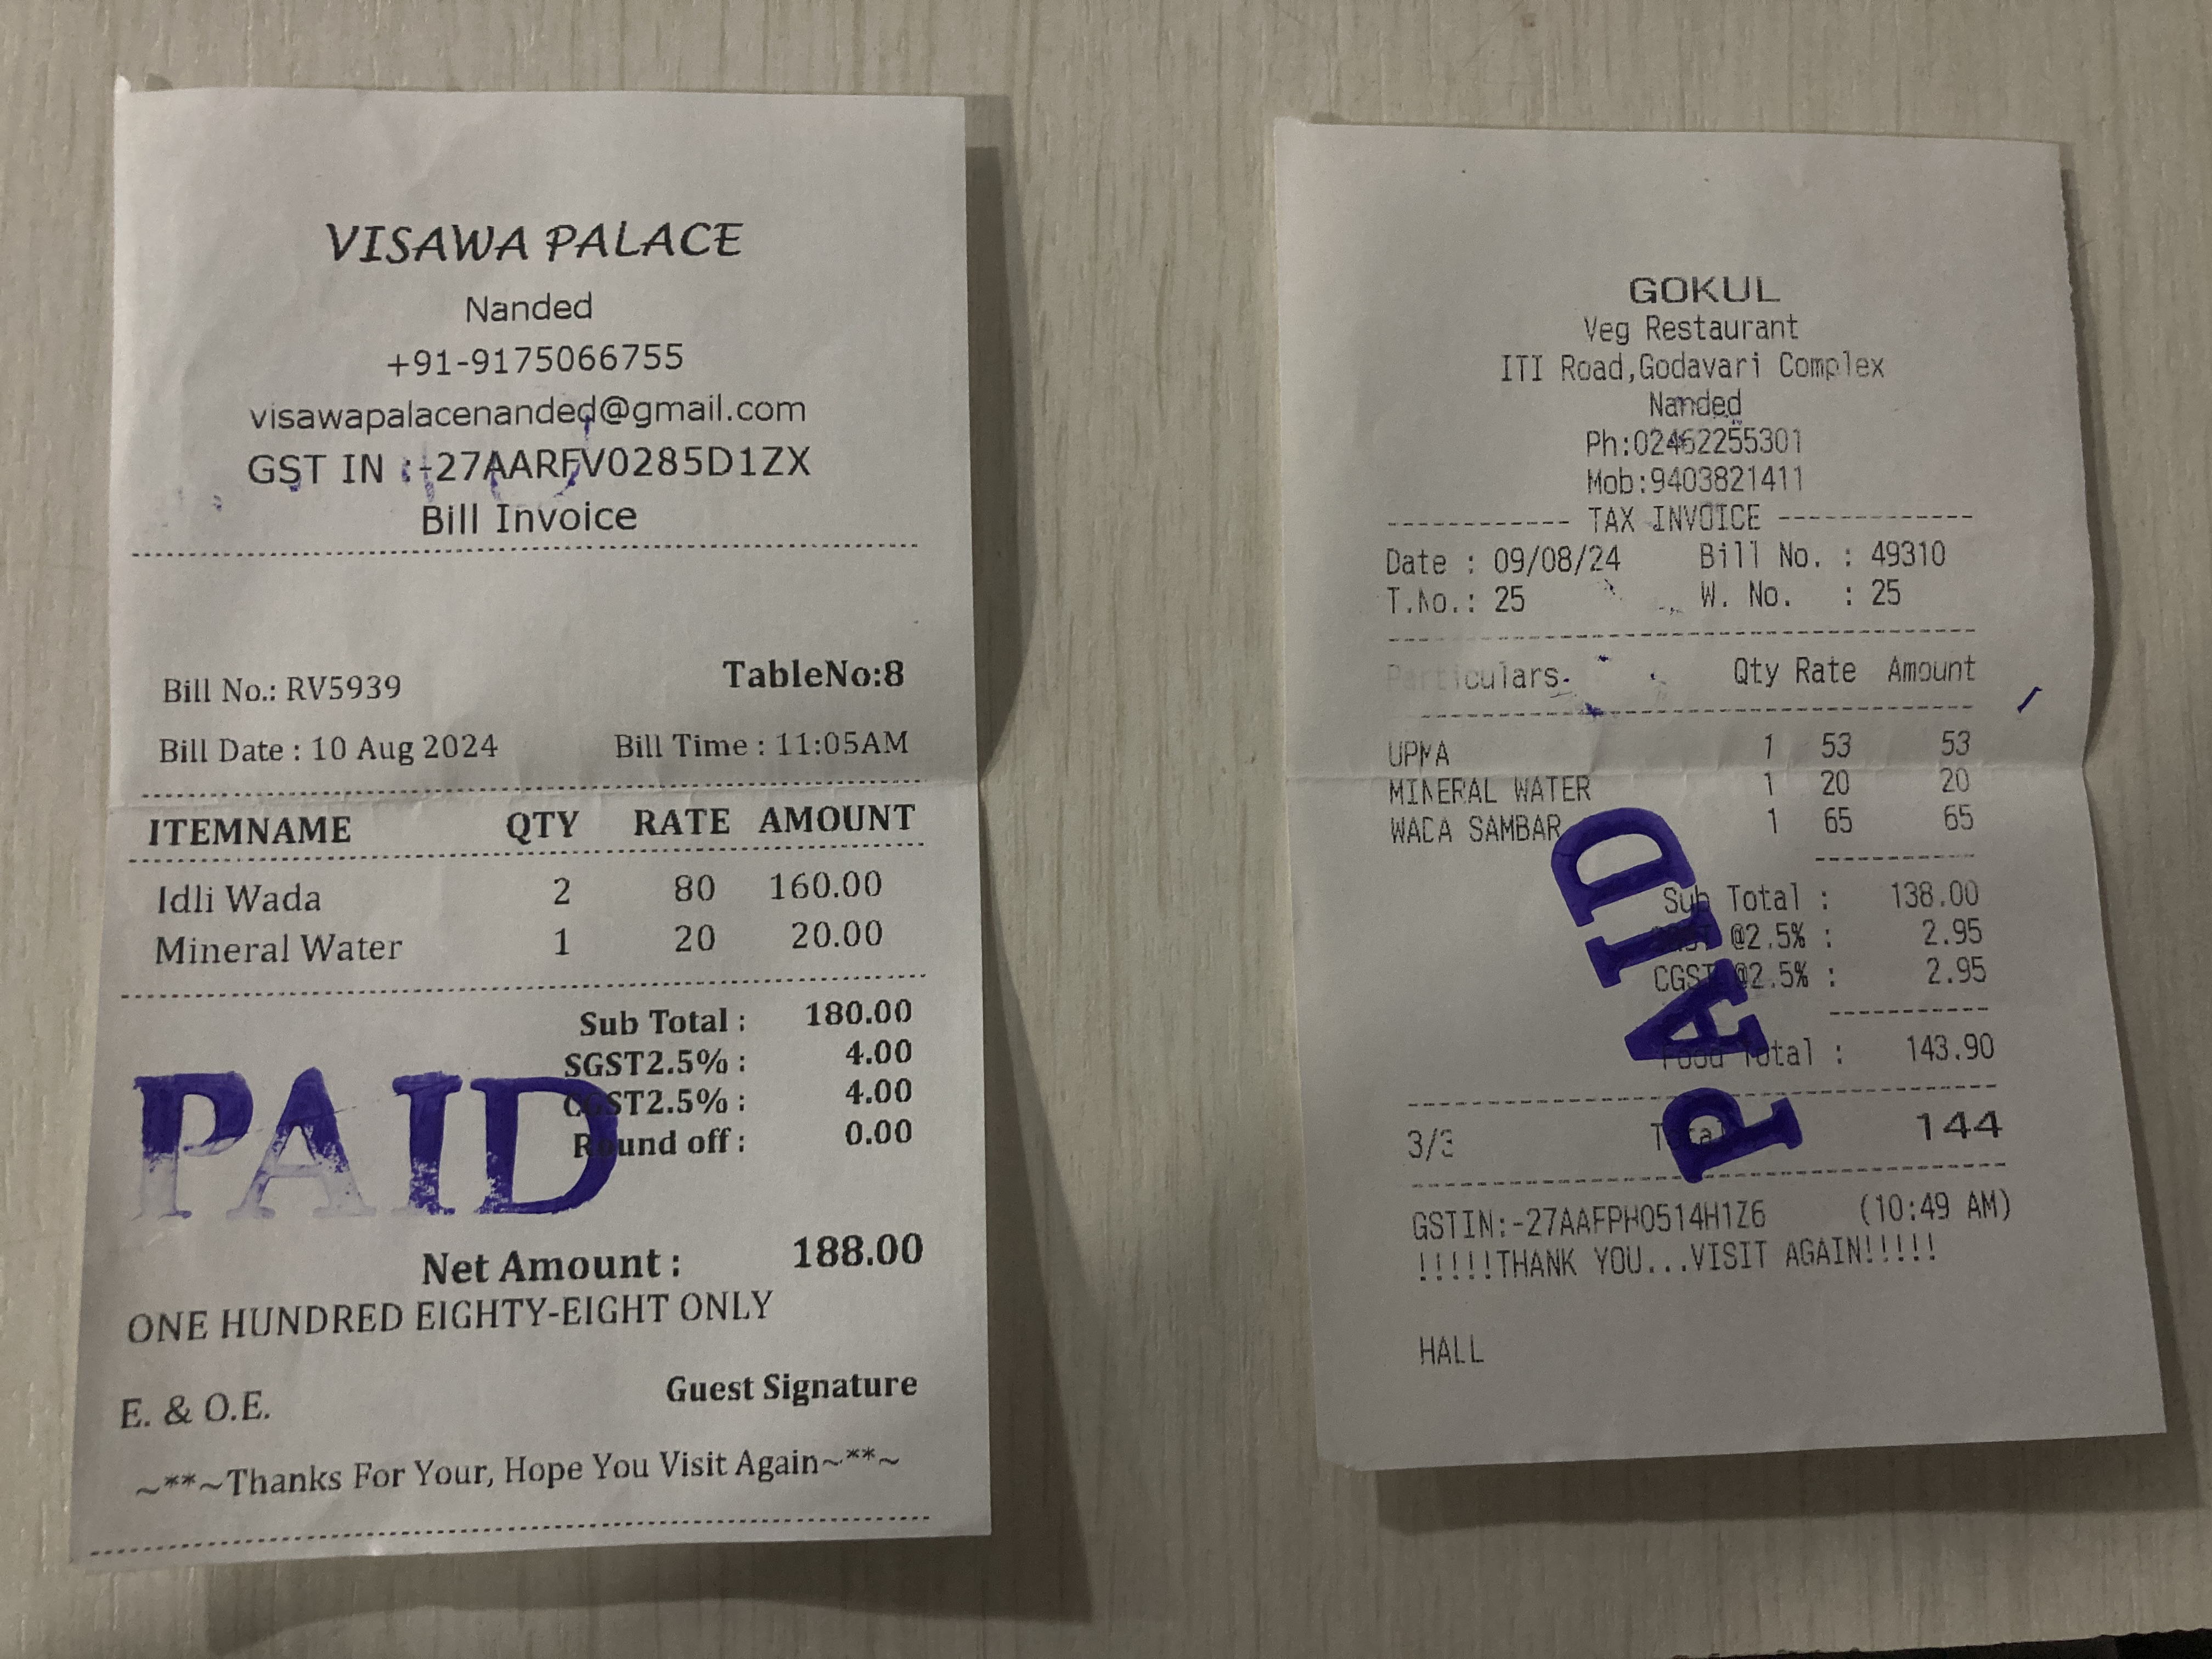 VISAWA PALACE
Nanded
+91-9175066755
visawapalacenanded@gmail.com
GST IN :-27AARFV0285D1ZX
Bill Invoice
Bill No.: RV5939 TableNo:8
Bill Date : 10 Aug 2024 Bill Time : 11:05AM
ITEMNAME QTY RATE AMOUNT
Idli Wada 2 80 160.00
Mineral Water 1 20 20.00
Sub Total : 180.00
SGST2.5% : 4.00
CGST2.5% : 4.00
Round off : 0.00
PAID
Net Amount : 188.00
ONE HUNDRED EIGHTY-EIGHT ONLY
Guest Signature
E. & O.E.
~**~Thanks For Your, Hope You Visit Again~**~
GOKUL
Veg Restaurant
ITI Road,Godavari Complex
Nanded
Ph:02462255301
Mob:9403821411
------------ TAX INVOICE -------------
Date : 09/08/24 Bill No. : 49310
T.No.: 25 W. No. : 25
Particulars Qty Rate Amount
UPMA 1 53 53
MINERAL WATER 1 20 20
WADA SAMBAR 1 65 65
Sub Total : 138.00
@2.5% : 2.95
CGST @2.5% : 2.95
Food Total : 143.90
3/3 Total 144
PAID
GSTIN:-27AAFPH0514H1Z6 (10:49 AM)
!!!!!THANK YOU...VISIT AGAIN!!!!!
HALL